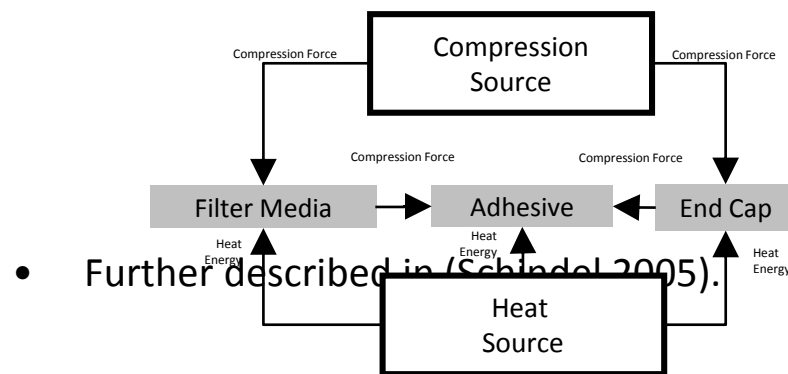 Compression
Source
Compression Force
Compression Force
Compression Force
Compression Force
Filter Media
Adhesive
End Cap
Heat
Energy
Heat
Energy
Heat
Energy
• Further described in (Schindel 2005).
Heat
Source